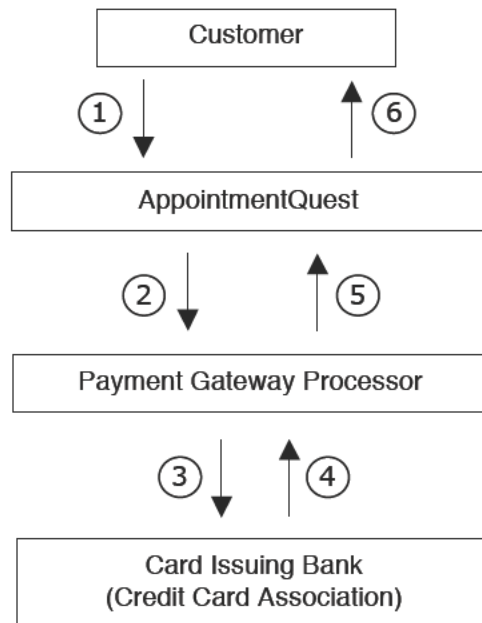 Customer
1
6
AppointmentQuest
2
5
Payment Gateway Processor
3
4
Card Issuing Bank
(Credit Card Association)